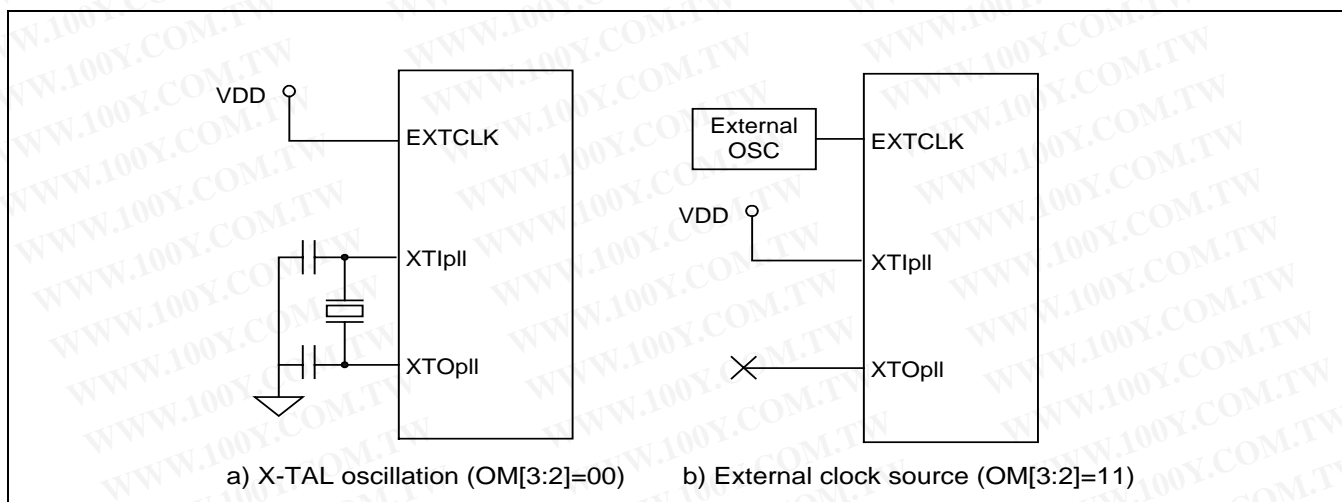 VDD
EXTCLK
XTIpll
XTOpll
a) X-TAL oscillation (OM[3:2]=00)
External
OSC
EXTCLK
VDD
XTIpll
XTOpll
b) External clock source (OM[3:2]=11)
WWW.100Y.COM.TW